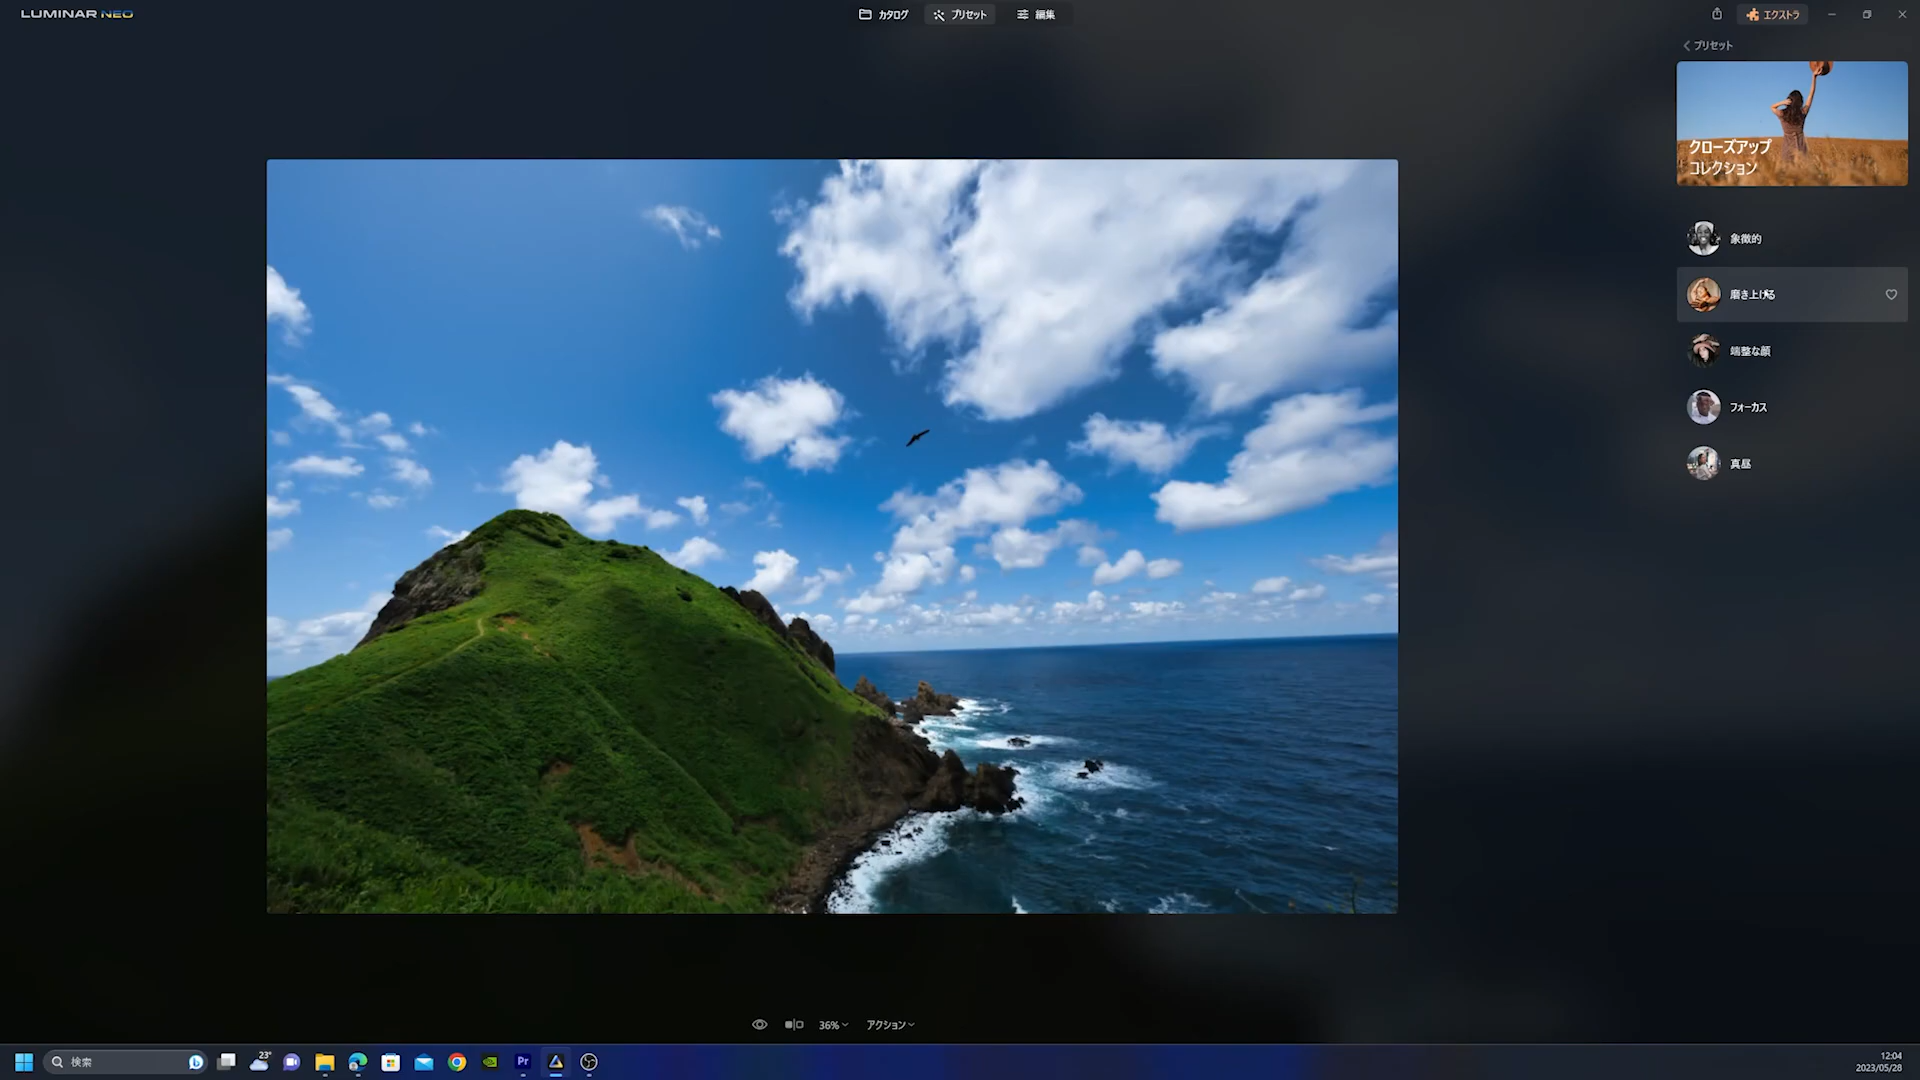 LUMINAR NEO
カタログ
プリセット
編集
エクストラ
プリセット
クローズアップ
コレクション
象徴的
磨き上げる
端整な顔
フォーカス
真昼
36%
アクション
検索
23°
Pr
12:04
2023/05/28